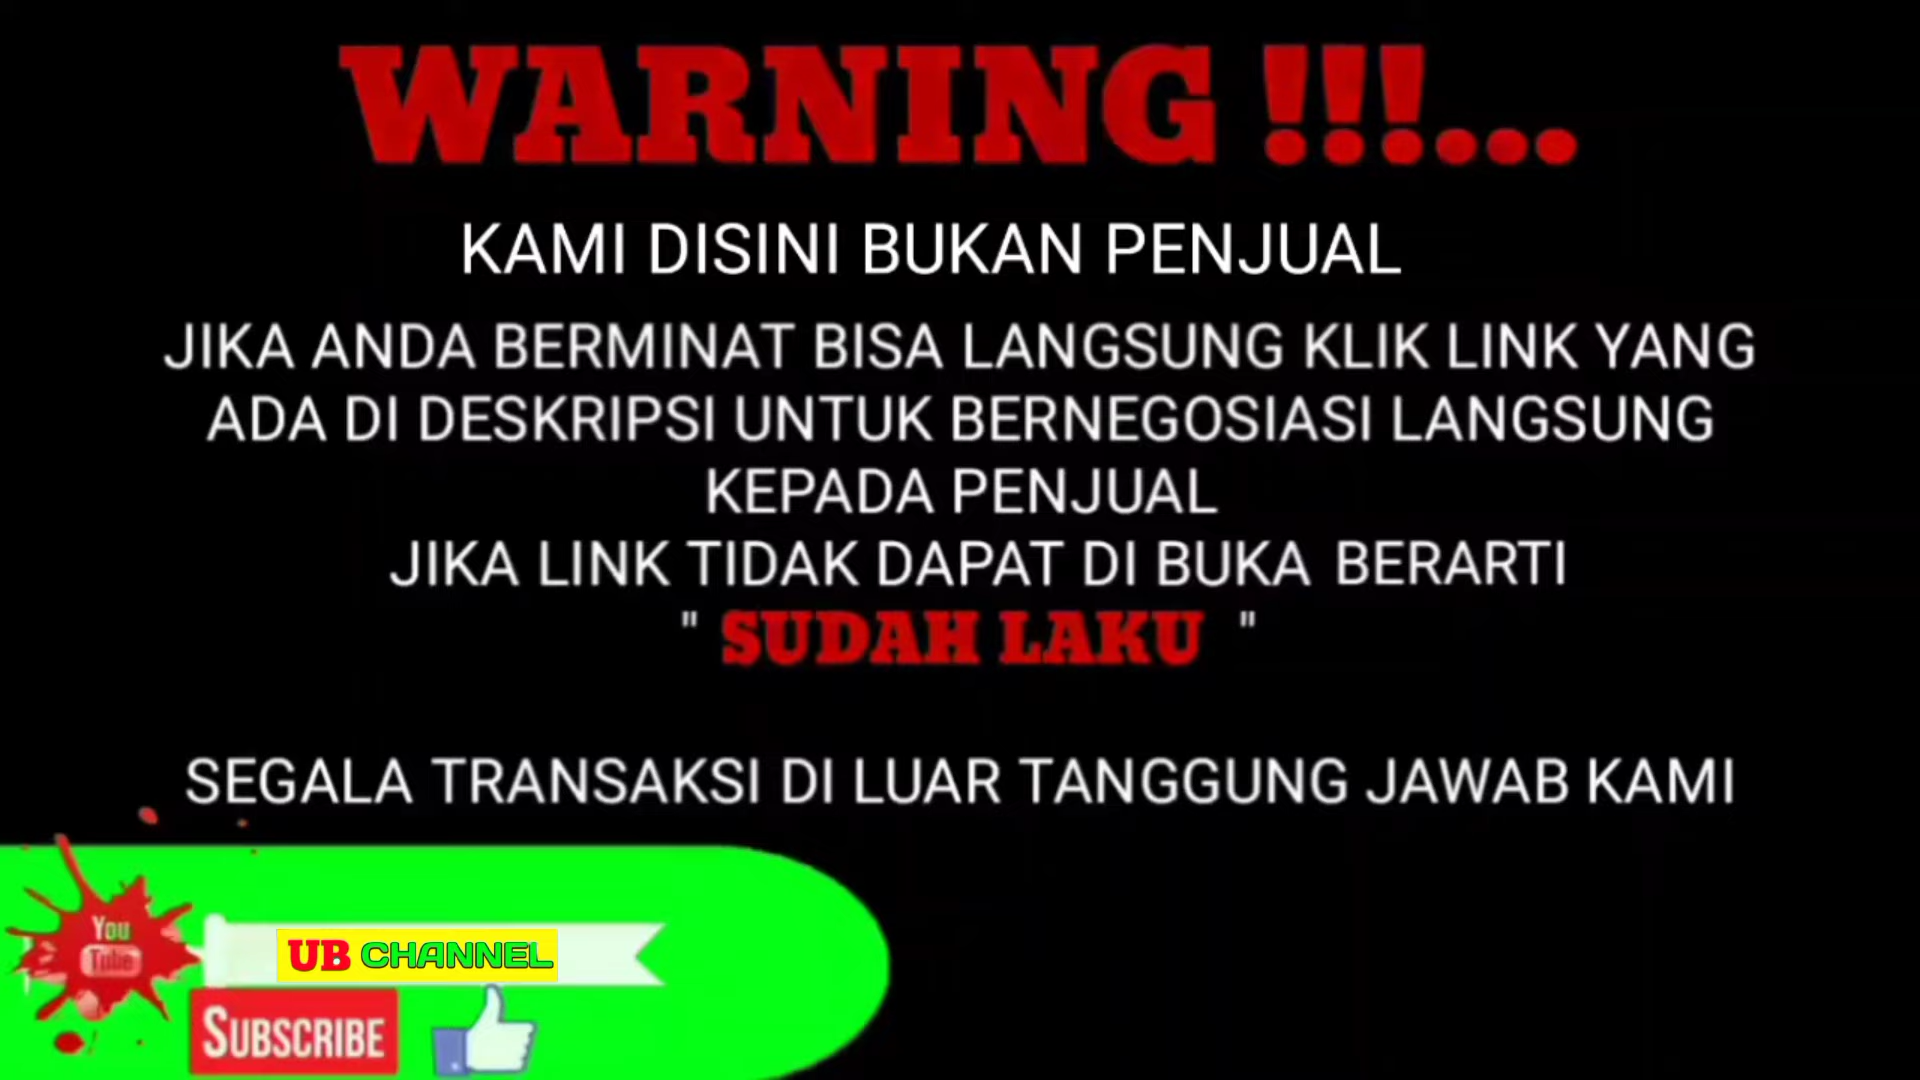 WARNING !!!...
KAMI DISINI BUKAN PENJUAL
JIKA ANDA BERMINAT BISA LANGSUNG KLIK LINK YANG
ADA DI DESKRIPSI UNTUK BERNEGOSIASI LANGSUNG
KEPADA PENJUAL
JIKA LINK TIDAK DAPAT DI BUKA BERARTI
" SUDAH LAKU "
SEGALA TRANSAKSI DI LUAR TANGGUNG JAWAB KAMI
You
Tube
UB CHANNEL
SUBSCRIBE